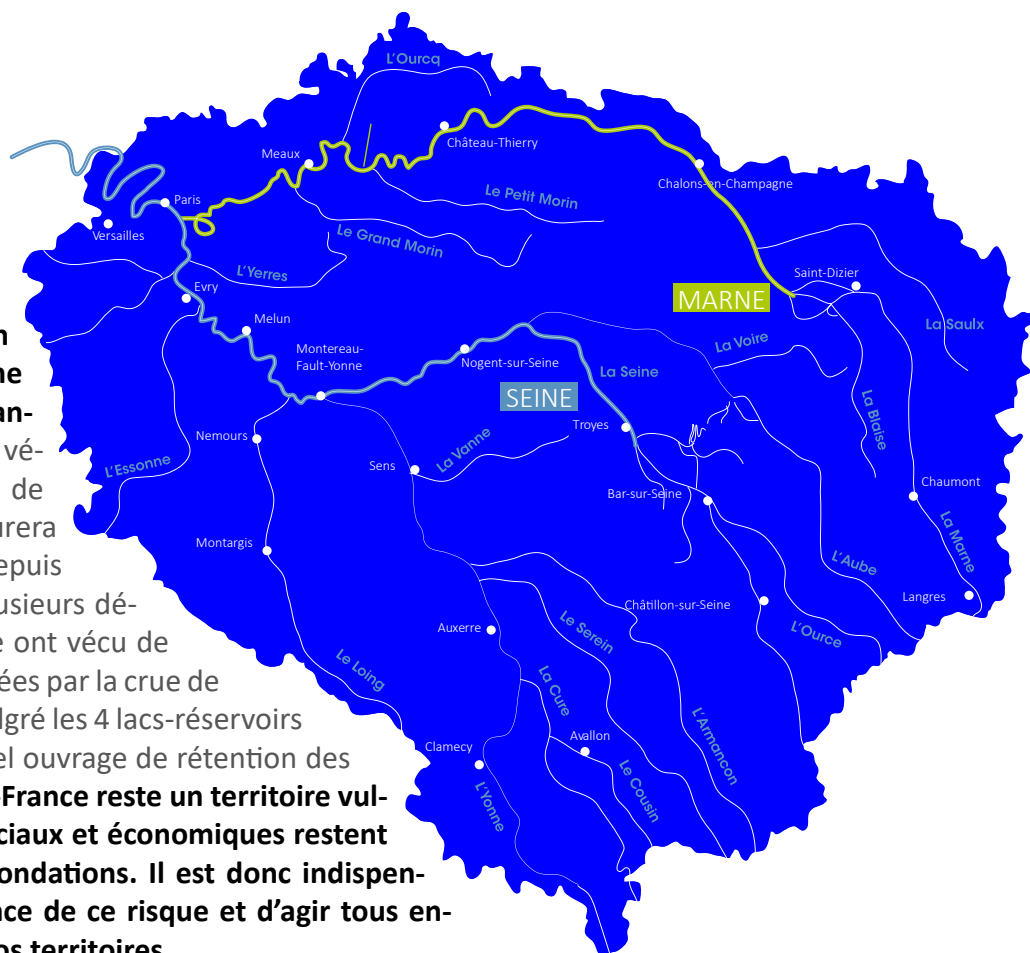 L'Ourcq
Château-Thierry
Meaux
Chalons-en-Champagne
Le Petit Morin
Paris
Versailles
Le Grand Morin
L'Yerres
Saint-Dizier
Evry
MARNE
Melun
La Saulx
La Voire
Montereau-
Fault-Yonne
Nogent-sur-Seine
La Seine
SEINE
La Blaise
Troyes
Nemours
La Vanne
Sens
L'Essonne
Bar-sur-Seine
Chaumont
La Marne
Montargis
L'Aube
Langres
Châtillon-sur-Seine
Auxerre
Le Serein
L'Ource
Le Loing
La Cure
L'Armançon
Avallon
Clamecy
Le Cousin
L'Yonne
n
ne
an-
vé-
de
urera
epuis
usieurs dé-
e ont vécu de
ées par la crue de
lgré les 4 lacs-réservoirs
el ouvrage de rétention des
-France reste un territoire vul-
ciaux et économiques restent
ondations. Il est donc indispen-
nce de ce risque et d'agir tous en-
os territoires